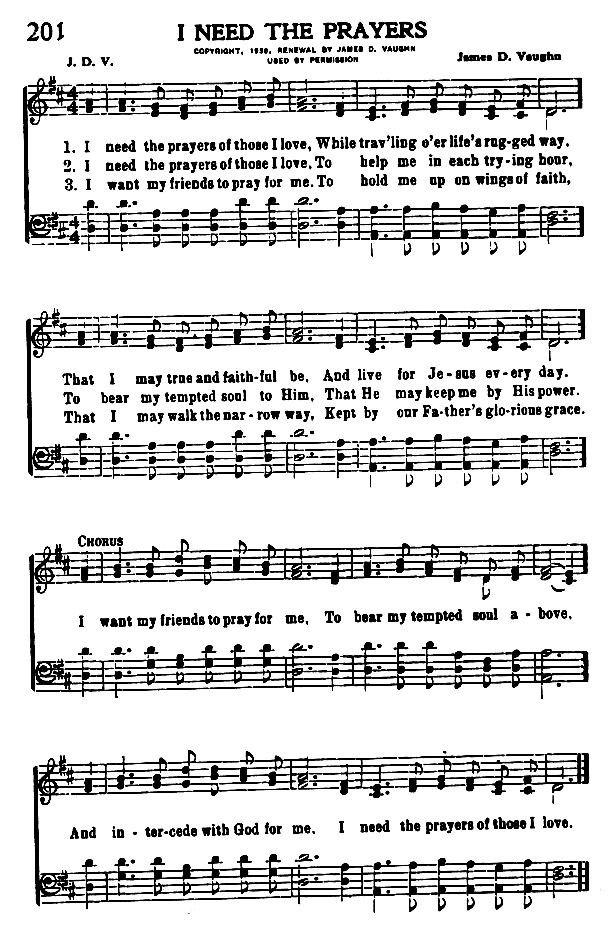 201 I NEED THE PRAYERS
COPYRIGHT, 1936, RENEWAL BY JAMES D. VAUGHN
J. D. V. USED BY PERMISSION James D. Vaughn
1. I need the prayers of those I love, While trav'ling o'er life's rug-ged way,
2. I need the prayers of those I love, To help me in each try-ing hour,
3. I want my friends to pray for me, To hold me up on wings of faith,
That I may true and faith-ful be, And live for Je-sus ev-ery day.
To bear my tempted soul to Him, That He may keep me by His power.
That I may walk the nar-row way, Kept by our Fa-ther's glo-rious grace.
CHORUS
I want my friends to pray for me, To bear my tempted soul a-bove,
And in-ter-cede with God for me, I need the prayers of those I love.